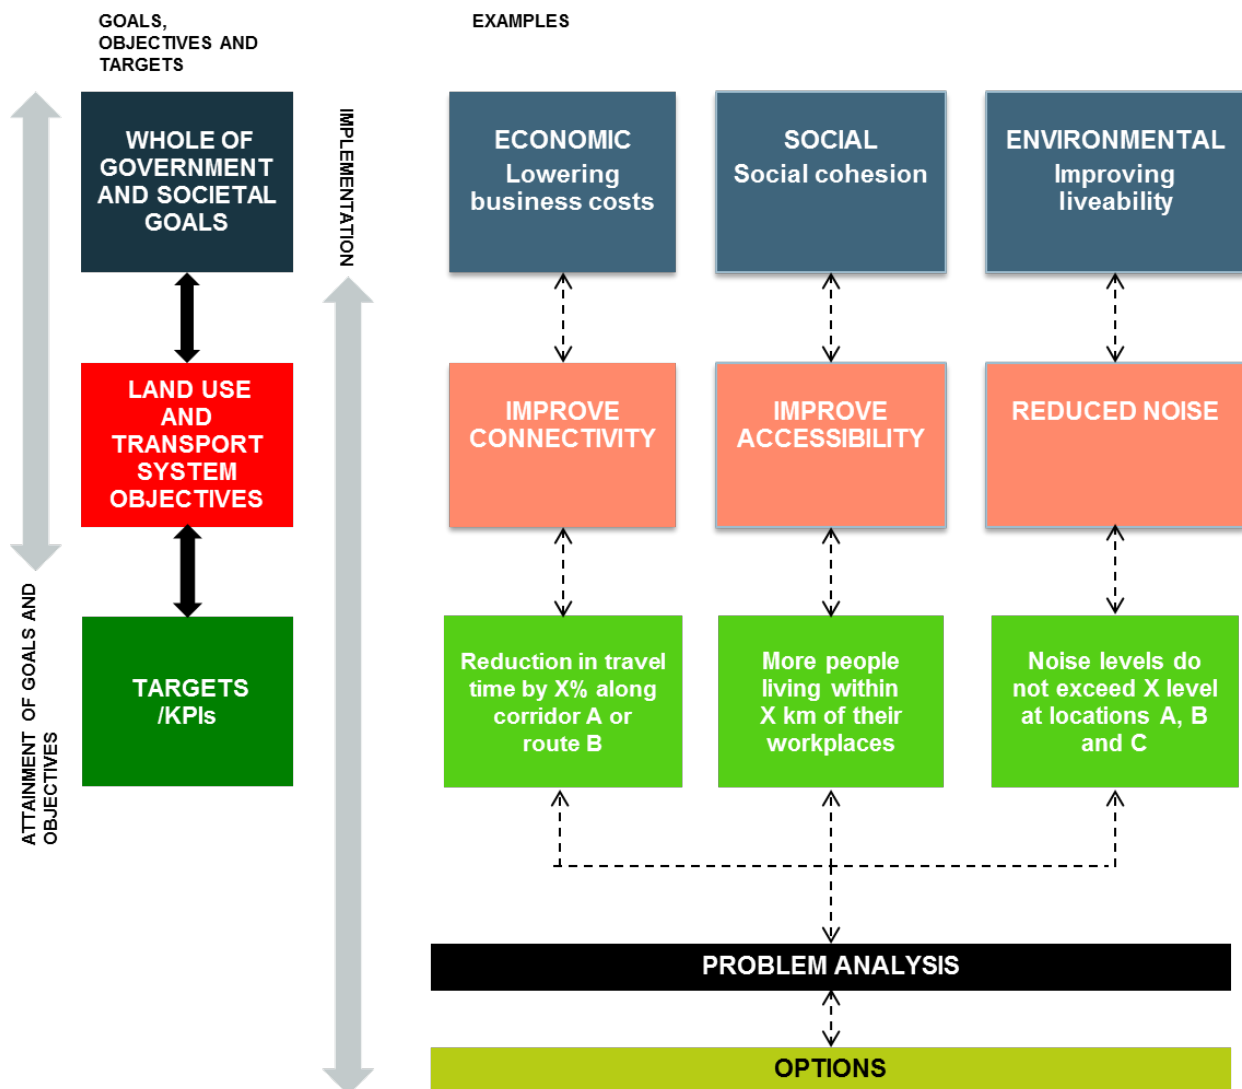 GOALS,
OBJECTIVES AND
TARGETS
EXAMPLES
WHOLE OF
GOVERNMENT
AND SOCIETAL
GOALS
IMPLEMENTATION
ECONOMIC
Lowering
business costs
SOCIAL
Social cohesion
ENVIRONMENTAL
Improving
liveability
LAND USE
AND
TRANSPORT
SYSTEM
OBJECTIVES
IMPROVE
CONNECTIVITY
IMPROVE
ACCESSIBILITY
REDUCED NOISE
ATTAINMENT OF GOALS AND
OBJECTIVES
TARGETS
/KPIs
Reduction in travel
time by X% along
corridor A or
route B
More people
living within
X km of their
workplaces
Noise levels do
not exceed X level
at locations A, B
and C
PROBLEM ANALYSIS
OPTIONS